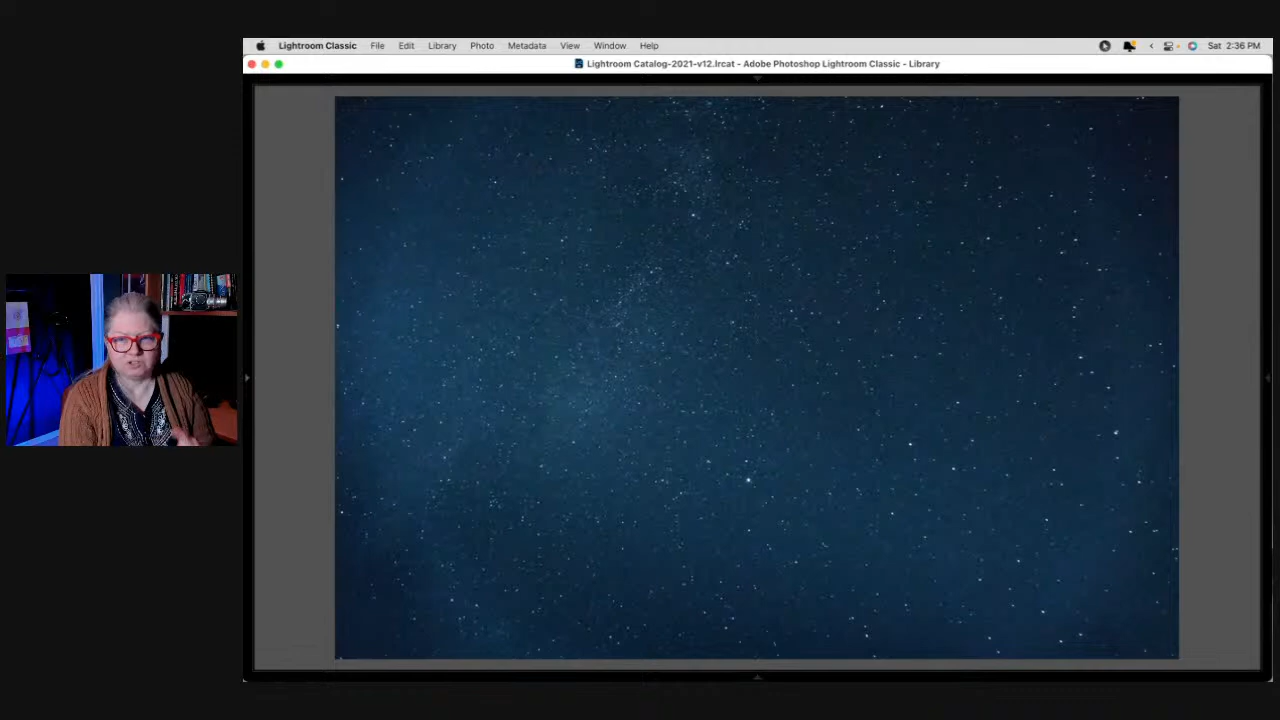 Lightroom Classic File Edit Library Photo Metadata View Window Help Sat 2:36 PM
Lightroom Catalog-2021-v12.lrcat - Adobe Photoshop Lightroom Classic - Library